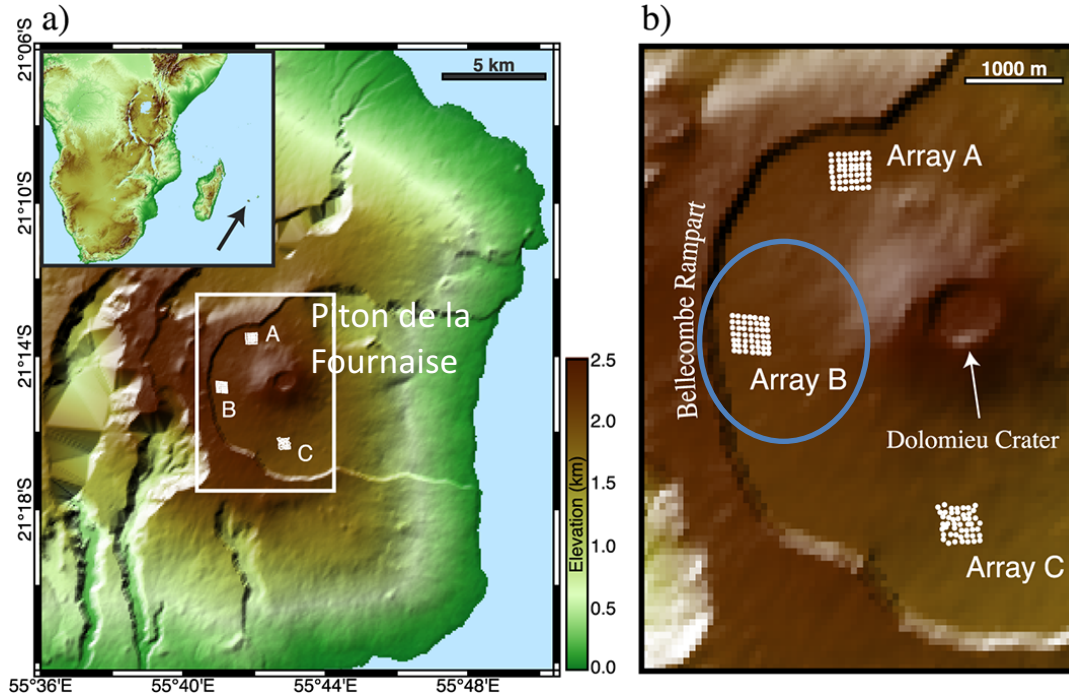 a)
b)
21°06'S
21°10'S
21°14'S
21°18'S
5 km
A
B
C
Piton de la
Fournaise
2.5
2.0
1.5
1.0
0.5
0.0
Elevation (km)
55°36'E
55°40'E
55°44'E
55°48'E
1000 m
Array A
Bellecombe Rampart
Array B
Dolomieu Crater
Array C